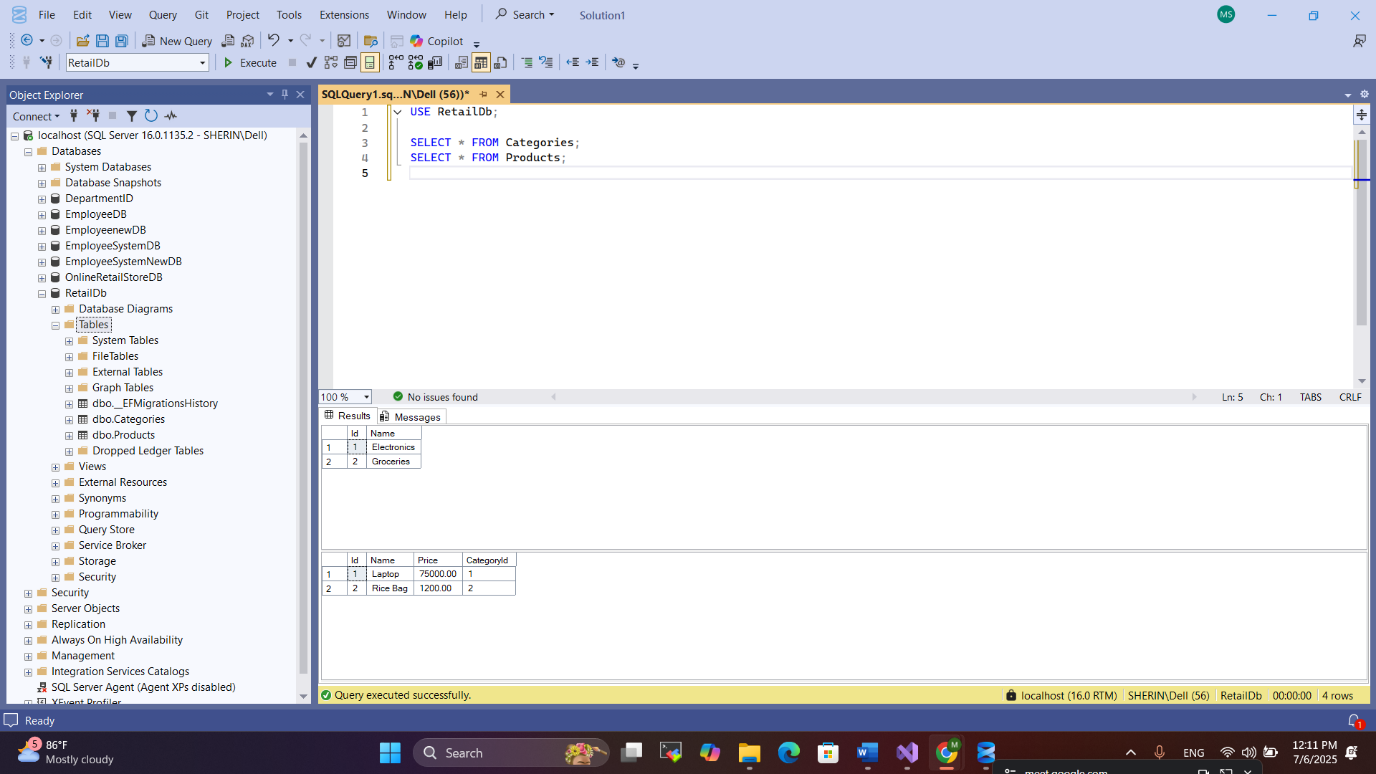 File Edit View Query Git Project Tools Extensions Window Help Search Solution1 MS
New Query Copilot
RetailDb Execute
Object Explorer
Connect
localhost (SQL Server 16.0.1135.2 - SHERIN\Dell)
Databases
System Databases
Database Snapshots
DepartmentID
EmployeeDB
EmployeenewDB
EmployeeSystemDB
EmployeeSystemNewDB
OnlineRetailStoreDB
RetailDb
Database Diagrams
Tables
System Tables
FileTables
External Tables
Graph Tables
dbo.__EFMigrationsHistory
dbo.Categories
dbo.Products
Dropped Ledger Tables
Views
External Resources
Synonyms
Programmability
Query Store
Service Broker
Storage
Security
Security
Server Objects
Replication
Always On High Availability
Management
Integration Services Catalogs
SQL Server Agent (Agent XPs disabled)
XEvent Profiler
SQLQuery1.sq...N\Dell (56))*
1 USE RetailDb;
2
3 SELECT * FROM Categories;
4 SELECT * FROM Products;
5
100 % No issues found Ln: 5 Ch: 1 TABS CRLF
Results Messages
Id Name
1 1 Electronics
2 2 Groceries
Id Name Price CategoryId
1 1 Laptop 75000.00 1
2 2 Rice Bag 1200.00 2
Query executed successfully. localhost (16.0 RTM) SHERIN\Dell (56) RetailDb 00:00:00 4 rows
Ready 1
5 86°F
Mostly cloudy
Search
M
ENG
12:11 PM
7/6/2025
meet.google.com